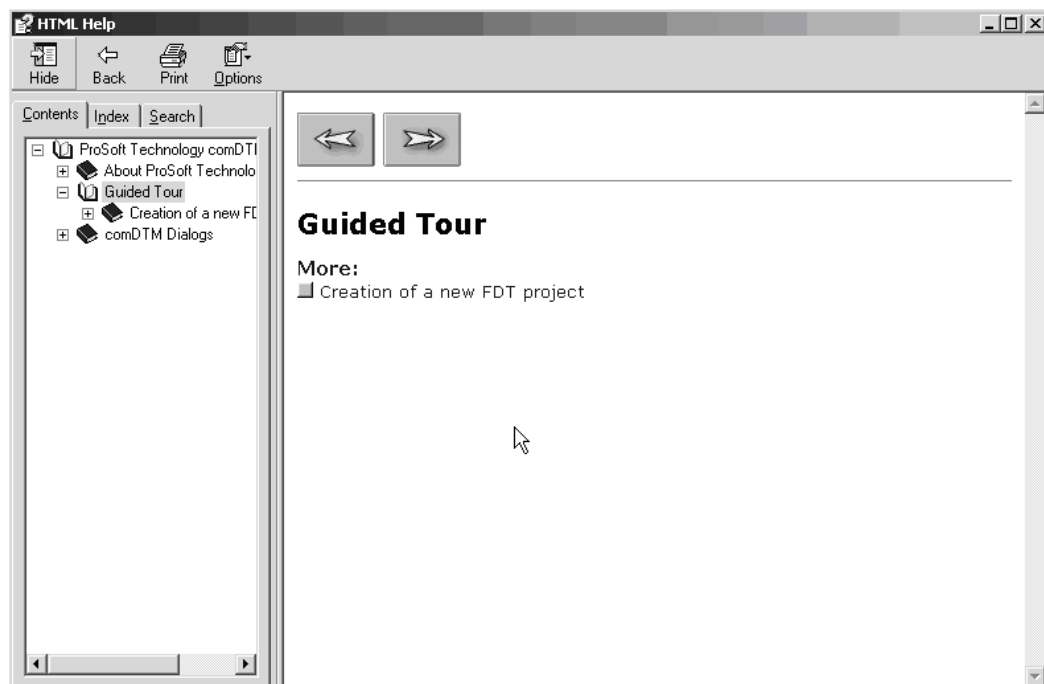 HTML Help
Hide Back Print Options
Contents Index Search
ProSoft Technology comDTI
About ProSoft Technolo
Guided Tour
Creation of a new FD
comDTM Dialogs
Guided Tour
More:
Creation of a new FDT project